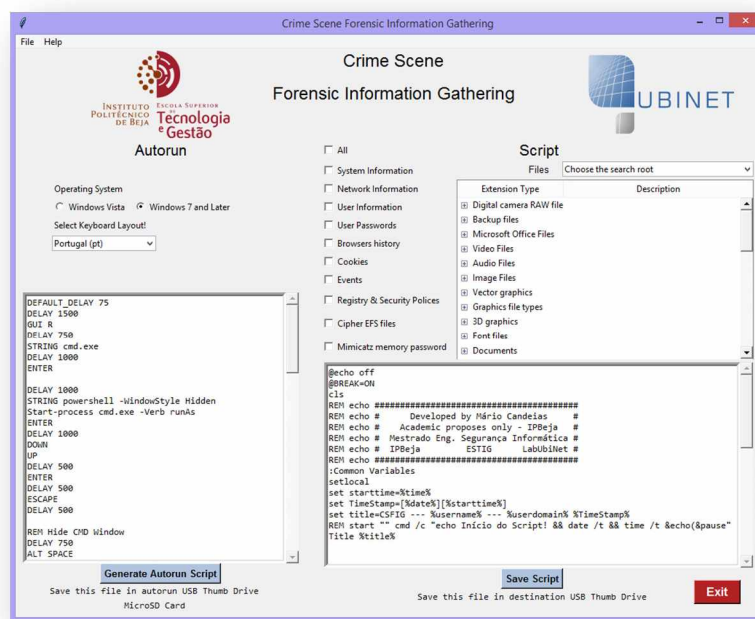 Crime Scene Forensic Information Gathering
File Help
INSTITUTO
POLITÉCNICO
DE BEJA
ESCOLA SUPERIOR
DE
Tecnologia
e Gestão
Crime Scene
Forensic Information Gathering
UBINET
Autorun
Operating System
Windows Vista
Windows 7 and Later
Select Keyboard Layout!
Portugal (pt)
All
System Information
Network Information
User Information
User Passwords
Browsers history
Cookies
Events
Registry & Security Polices
Cipher EFS files
Mimicatz memory password
Script
Files
Choose the search root
Extension Type Description
Digital camera RAW file
Backup files
Microsoft Office Files
Video Files
Audio Files
Image Files
Vector graphics
Graphics file types
3D graphics
Font files
Documents
DEFAULT_DELAY 75
DELAY 1500
GUI R
DELAY 750
STRING cmd.exe
DELAY 1000
ENTER
DELAY 1000
STRING powershell -WindowStyle Hidden
Start-process cmd.exe -Verb runAs
ENTER
DELAY 1000
DOWN
UP
DELAY 500
ENTER
DELAY 500
ESCAPE
DELAY 500
REM Hide CMD Window
DELAY 750
ALT SPACE
@echo off
@BREAK=ON
cls
REM echo ########################################
REM echo # Developed by Mário Candeias #
REM echo # Academic proposes only - IPBeja #
REM echo # Mestrado Eng. Segurança Informática #
REM echo # IPBeja ESTIG LabUbiNet #
REM echo ########################################
:Common Variables
setlocal
set starttime=%time%
set TimeStamp=[%date%][%starttime%]
set title=CSFIG --- %username% --- %userdomain% %TimeStamp%
REM start "" cmd /c "echo Início do Script! && date /t && time /t &echo(&pause"
Title %title%
Generate Autorun Script
Save this file in autorun USB Thumb Drive
MicroSD Card
Save Script
Save this file in destination USB Thumb Drive
Exit